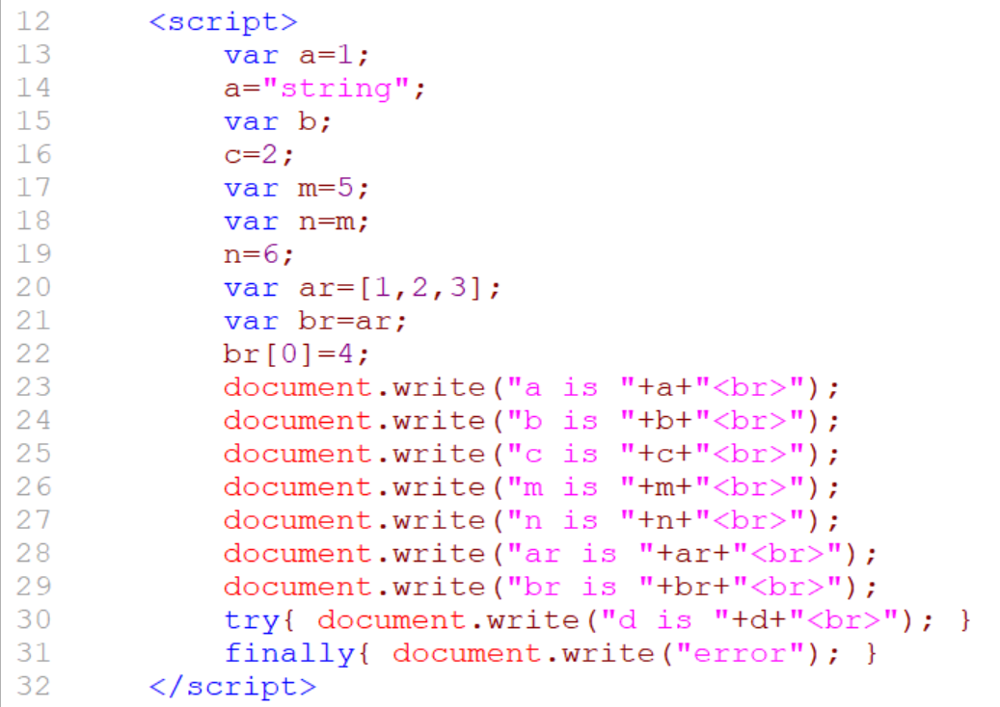 12 <script>
13 var a=1;
14 a="string";
15 var b;
16 c=2;
17 var m=5;
18 var n=m;
19 n=6;
20 var ar=[1,2,3];
21 var br=ar;
22 br[0]=4;
23 document.write("a is "+a+"<br>");
24 document.write("b is "+b+"<br>");
25 document.write("c is "+c+"<br>");
26 document.write("m is "+m+"<br>");
27 document.write("n is "+n+"<br>");
28 document.write("ar is "+ar+"<br>");
29 document.write("br is "+br+"<br>");
30 try{ document.write("d is "+d+"<br>"); }
31 finally{ document.write("error"); }
32 </script>